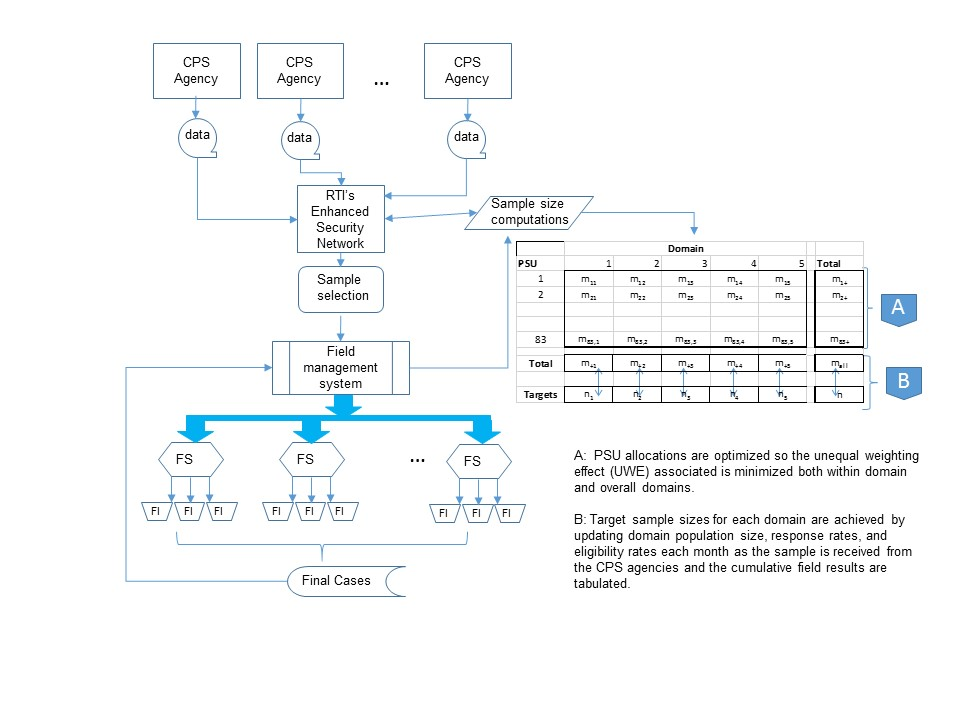 CPS
Agency
CPS
Agency
...
CPS
Agency
data
data
data
RTI's
Enhanced
Security
Network
Sample size
computations
Sample
selection
Field
management
system
Domain
PSU 1 2 3 4 5 Total
1 m11 m12 m13 m14 m15 m1+
2 m21 m22 m23 m24 m25 m2+
83 m83,1 m83,2 m83,3 m83,4 m83,5 m83+
Total m+1 m+2 m+3 m+4 m+5 mall
Targets n1 n2 n3 n4 n5 n
A
B
FS
FS
...
FS
FI FI FI
FI FI FI
FI FI FI
Final Cases
A: PSU allocations are optimized so the unequal weighting
effect (UWE) associated is minimized both within domain
and overall domains.
B: Target sample sizes for each domain are achieved by
updating domain population size, response rates, and
eligibility rates each month as the sample is received from
the CPS agencies and the cumulative field results are
tabulated.